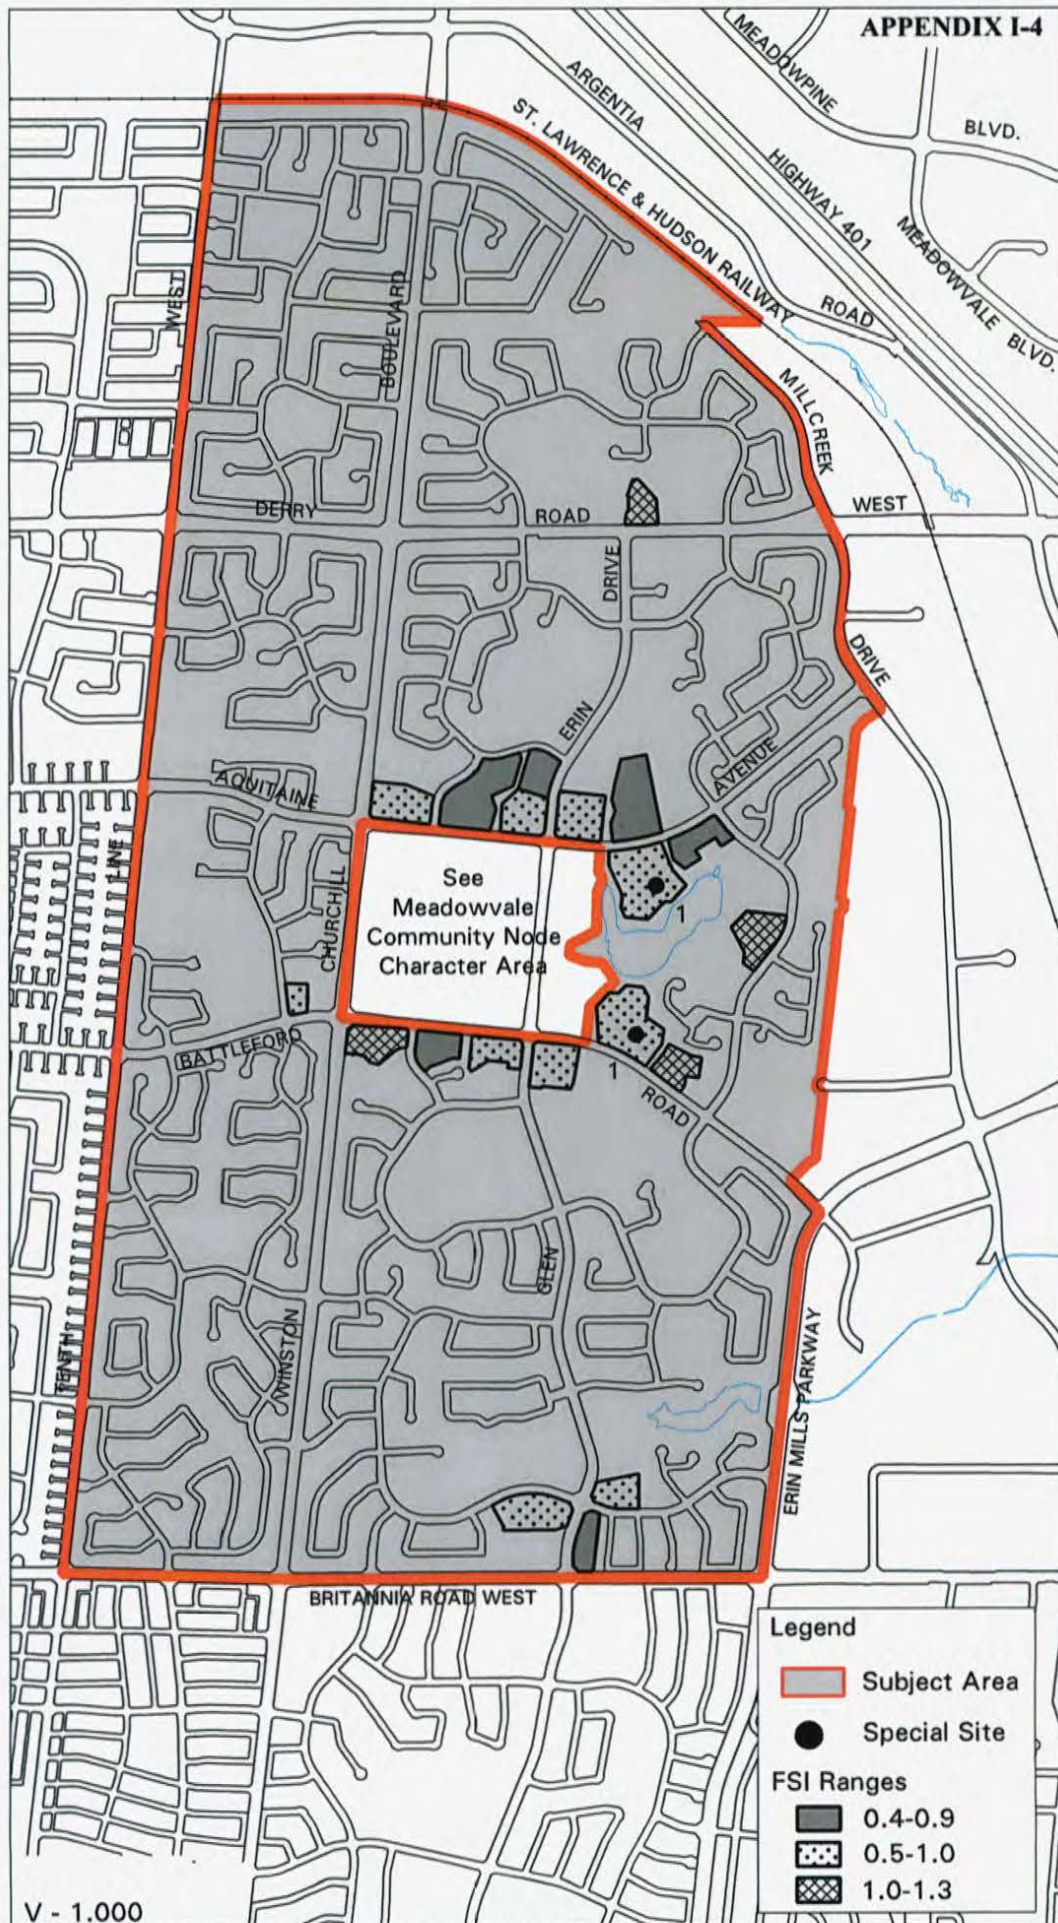 APPENDIX I-4
MEADOWPINE
BLVD.
ARGENTIA
ST. LAWRENCE & HUDSON RAILWAY
HIGHWAY 401
MEADOWVALE BLVD.
ROAD
WEST
BOULEVARD
MILLCREEK
DERRY
ROAD
WEST
DRIVE
DRIVE
ERIN
AVENUE
AQUITAINE
LINE
CHURCHILL
See
Meadowvale
Community Node
Character Area
1
BATTLEFORD
1
ROAD
GLEN
TENTH
WINSTON
ERIN MILLS PARKWAY
BRITANNIA ROAD WEST
Legend
Subject Area
Special Site
FSI Ranges
0.4-0.9
0.5-1.0
1.0-1.3
V - 1.000